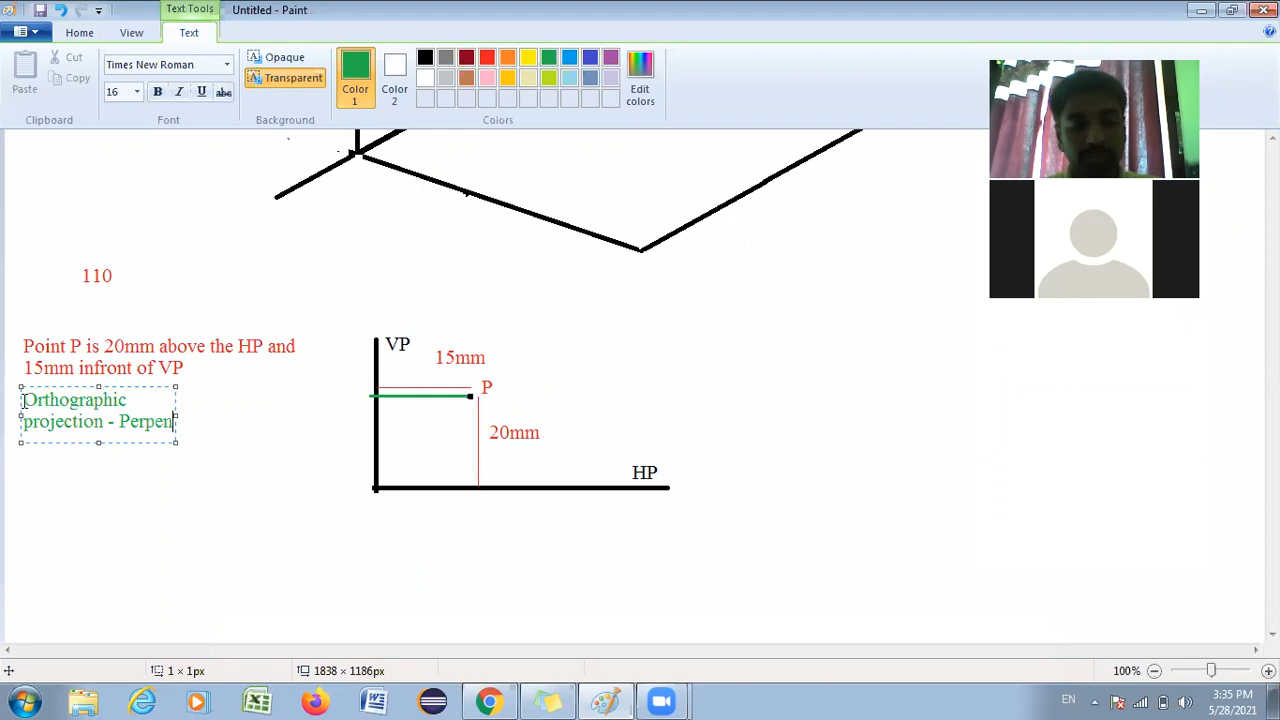 Text Tools
Untitled - Paint
Home
View
Text
Paste
Cut
Copy
Clipboard
Times New Roman
16
B I U abc
Font
Opaque
Transparent
Background
Color 1
Color 2
Edit colors
Colors
110
Point P is 20mm above the HP and
15mm infront of VP
Orthographic
projection - Perpen
VP
15mm
P
20mm
HP
1 × 1px
1838 × 1186px
100%
EN
3:35 PM
5/28/2021